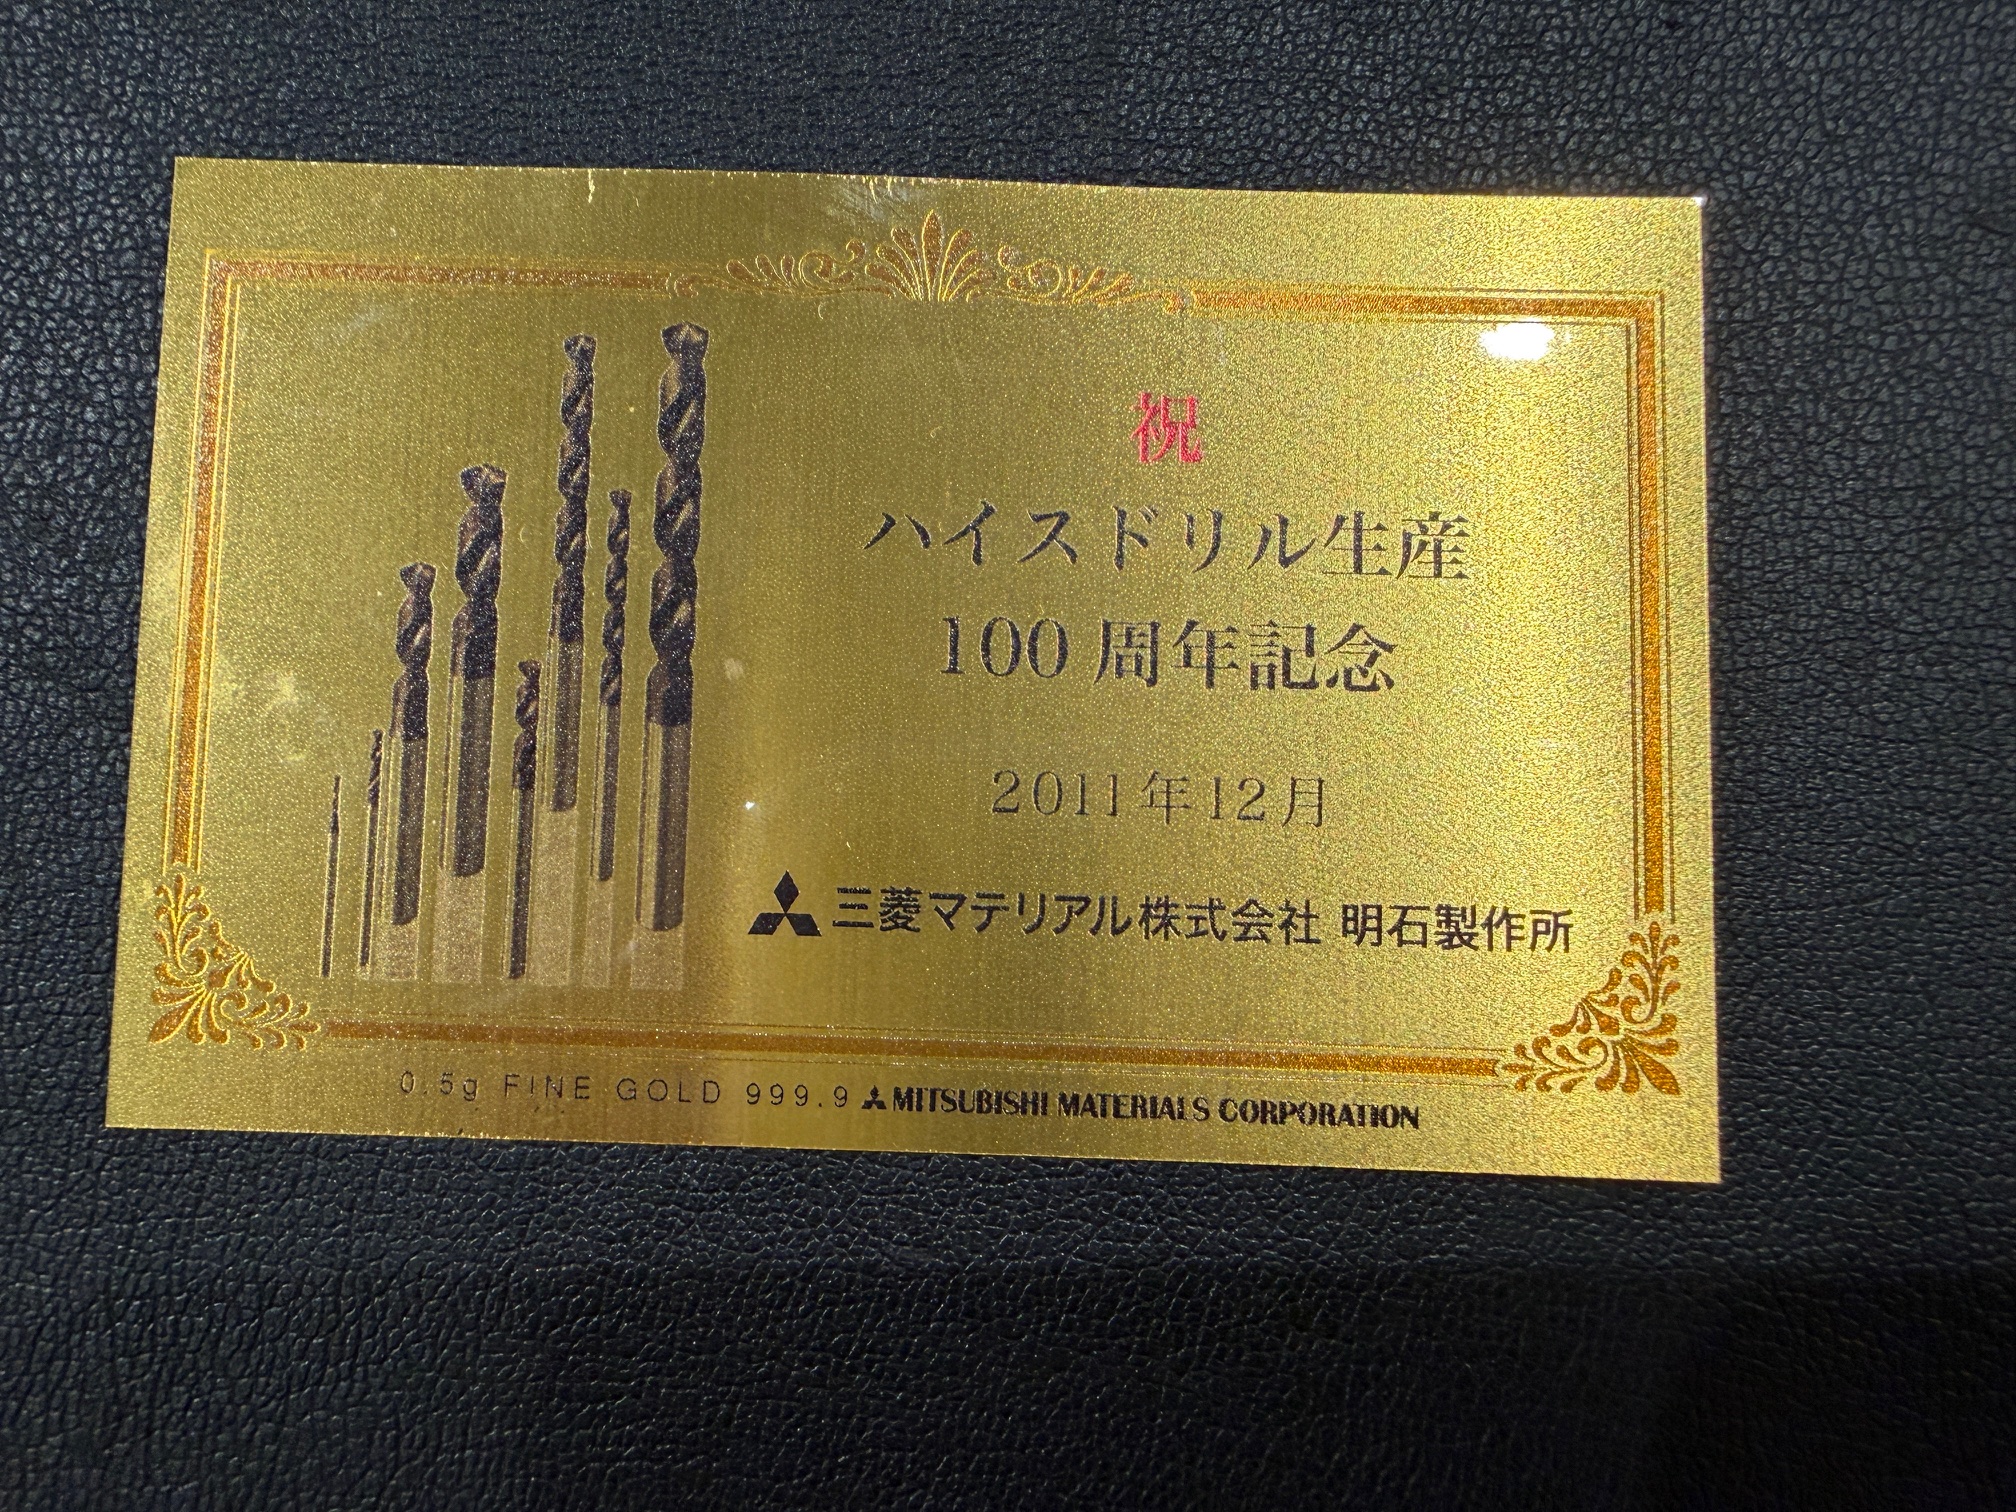 祝
ハイスドリル生産
100周年記念
2011年12月
三菱マテリアル株式会社 明石製作所
0.5g FINE GOLD 999.9 MITSUBISHI MATERIALS CORPORATION